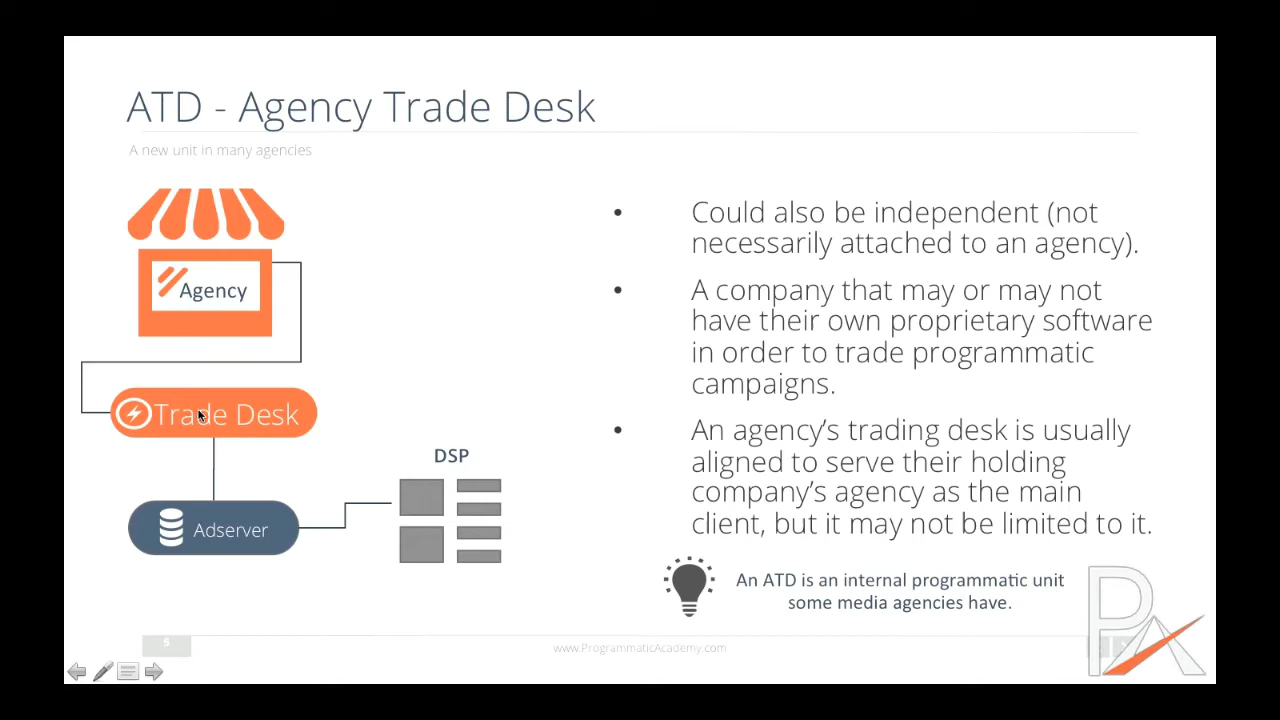 ATD - Agency Trade Desk
A new unit in many agencies
Agency
Trade Desk
Adserver
DSP
• Could also be independent (not
necessarily attached to an agency).
• A company that may or may not
have their own proprietary software
in order to trade programmatic
campaigns.
• An agency’s trading desk is usually
aligned to serve their holding
company’s agency as the main
client, but it may not be limited to it.
An ATD is an internal programmatic unit
some media agencies have.
5
www.ProgrammaticAcademy.com
PA